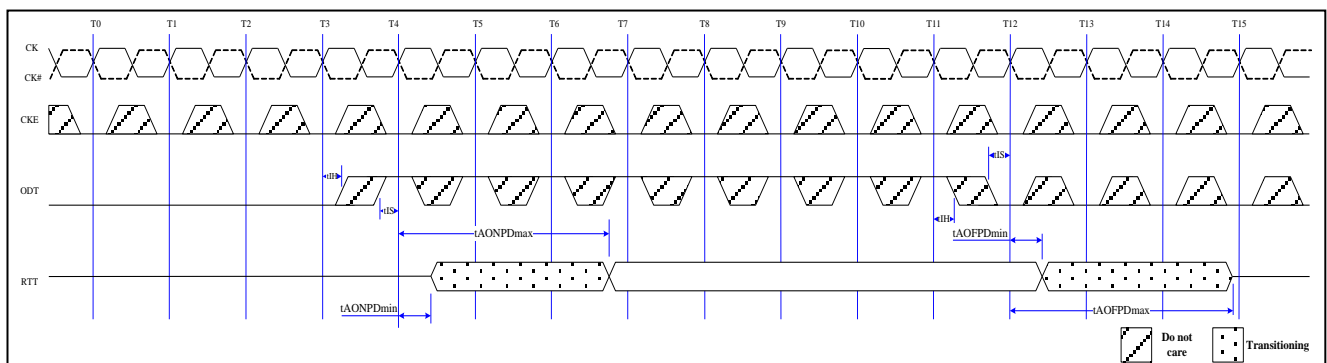 T0 T1 T2 T3 T4 T5 T6 T7 T8 T9 T10 T11 T12 T13 T14 T15
CK
CK#
CKE
tIS
ODT
tIH
tIS
tIH
tAONPDmax
tAOFPDmin
RTT
tAONPDmin
tAOFPDmax
Do not
care
Transitioning